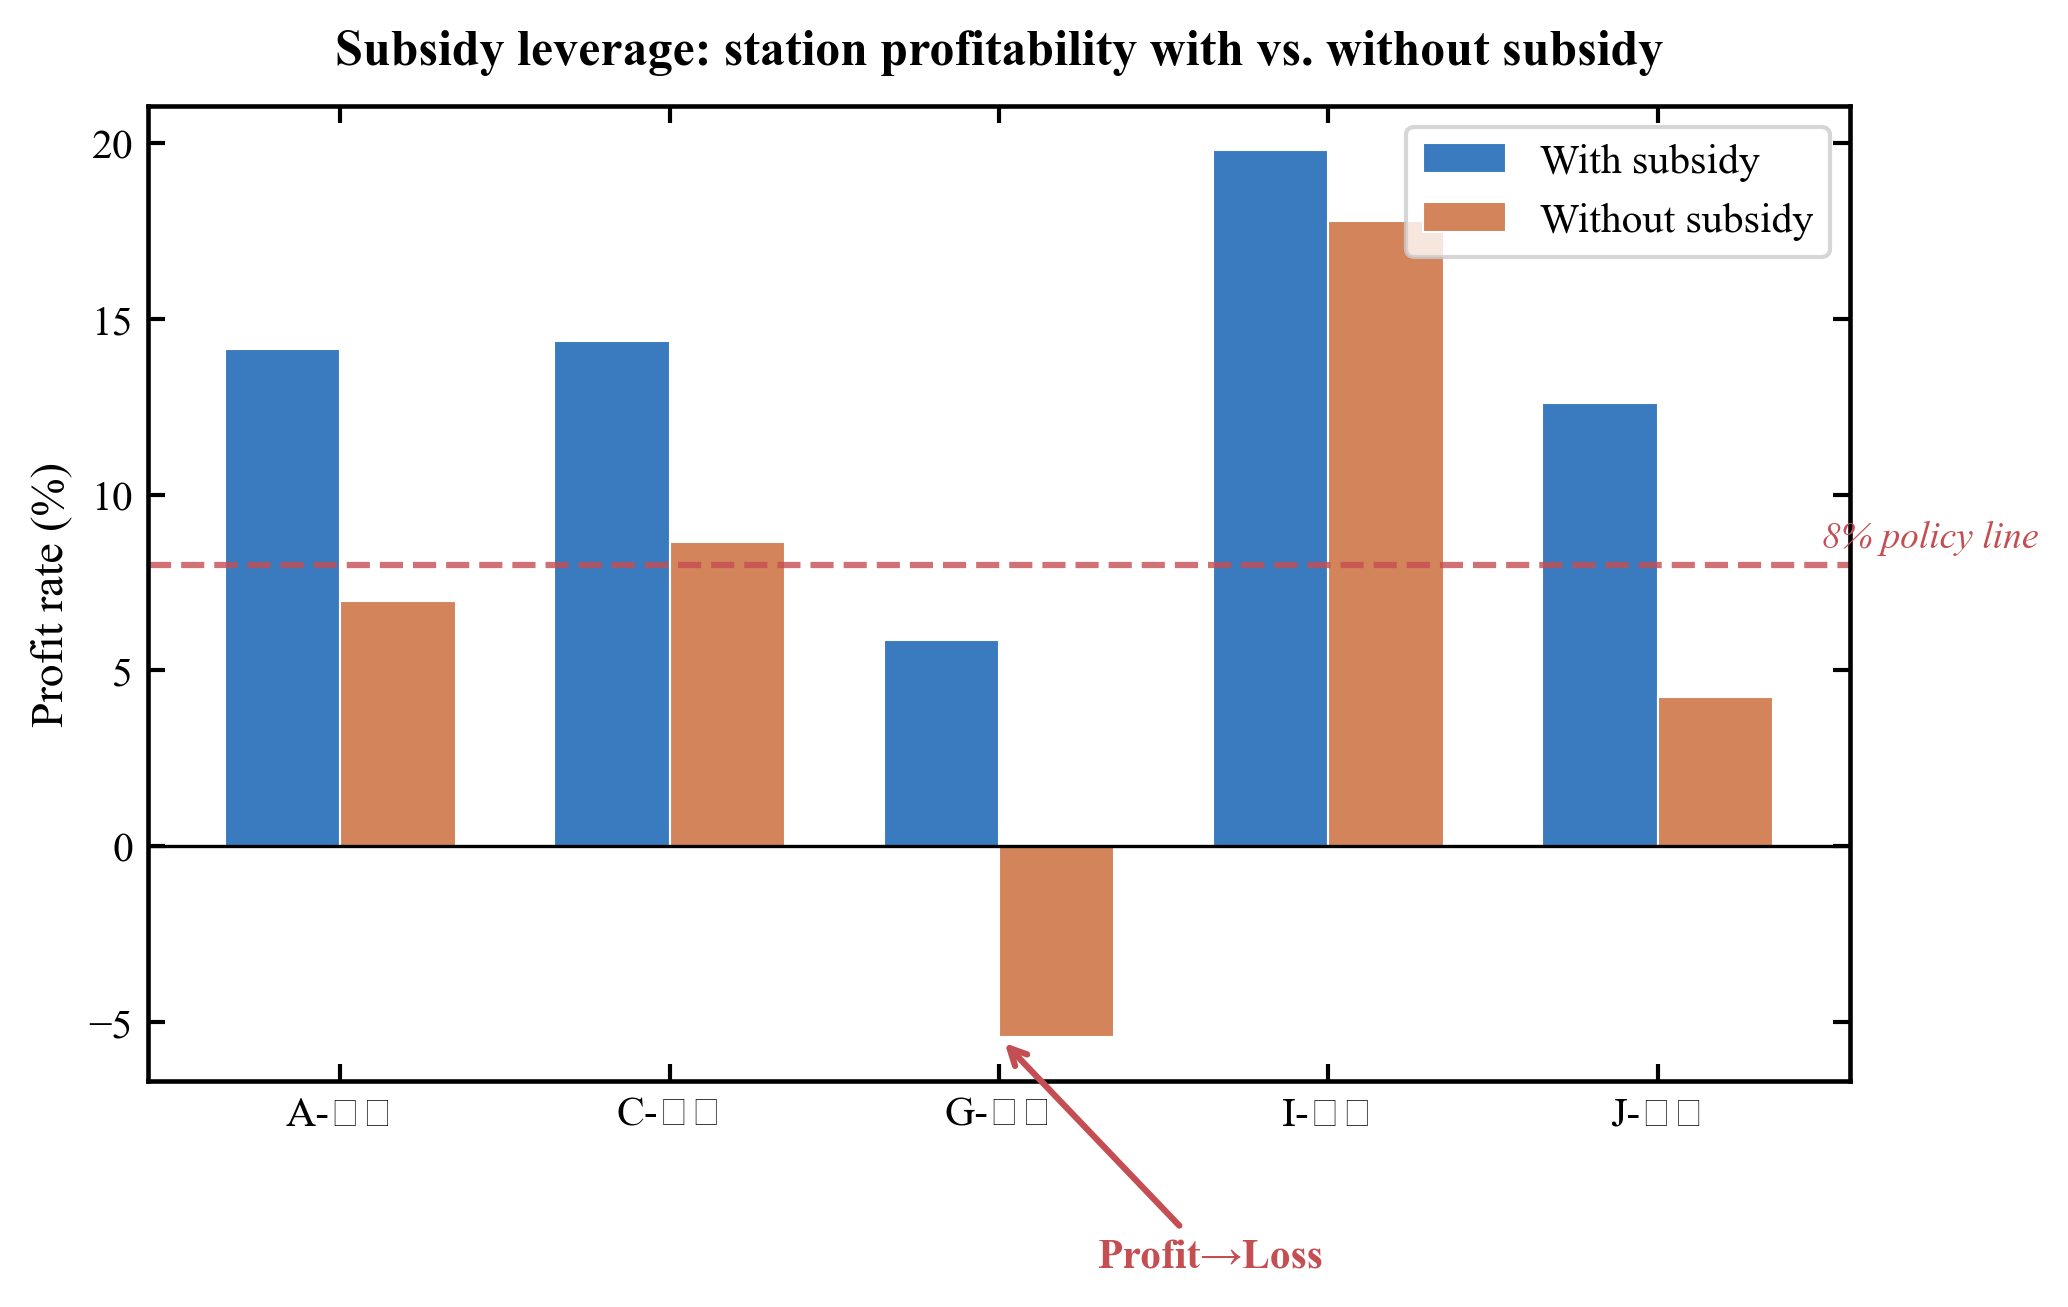 Subsidy leverage: station profitability with vs. without subsidy
With subsidy
Without subsidy
Profit rate (%)
20
15
10
5
0
−5
8% policy line
A-□□
C-□□
G-□□
I-□□
J-□□
Profit→Loss